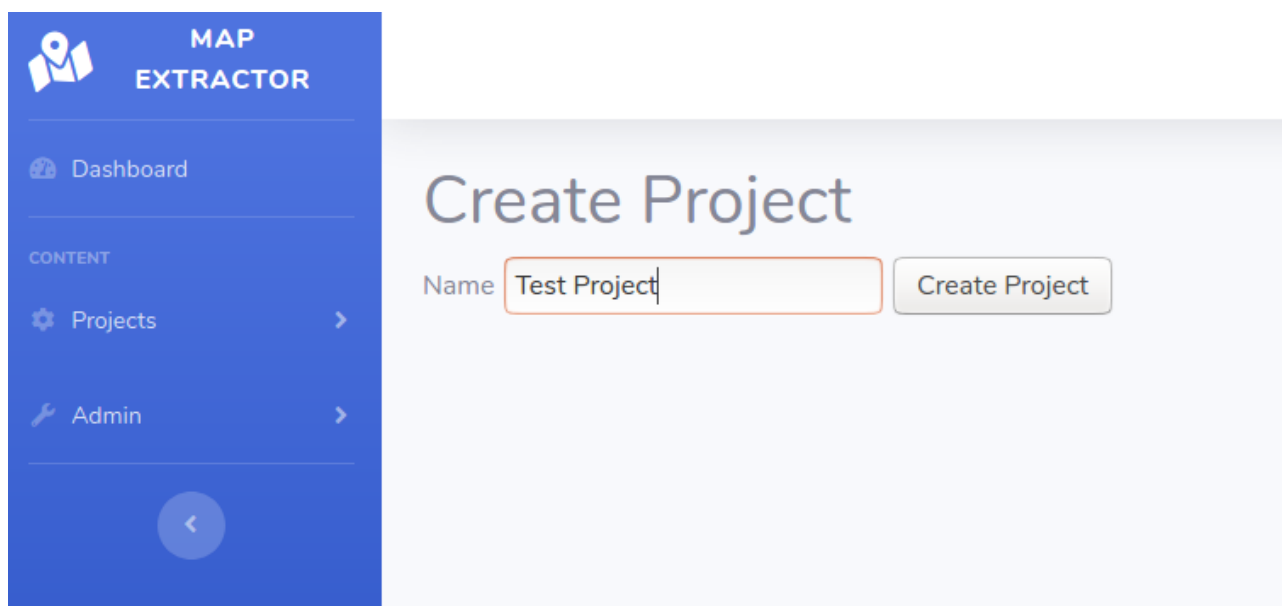 MAP
EXTRACTOR
Dashboard
CONTENT
Projects
Admin
Create Project
Name Test Project Create Project